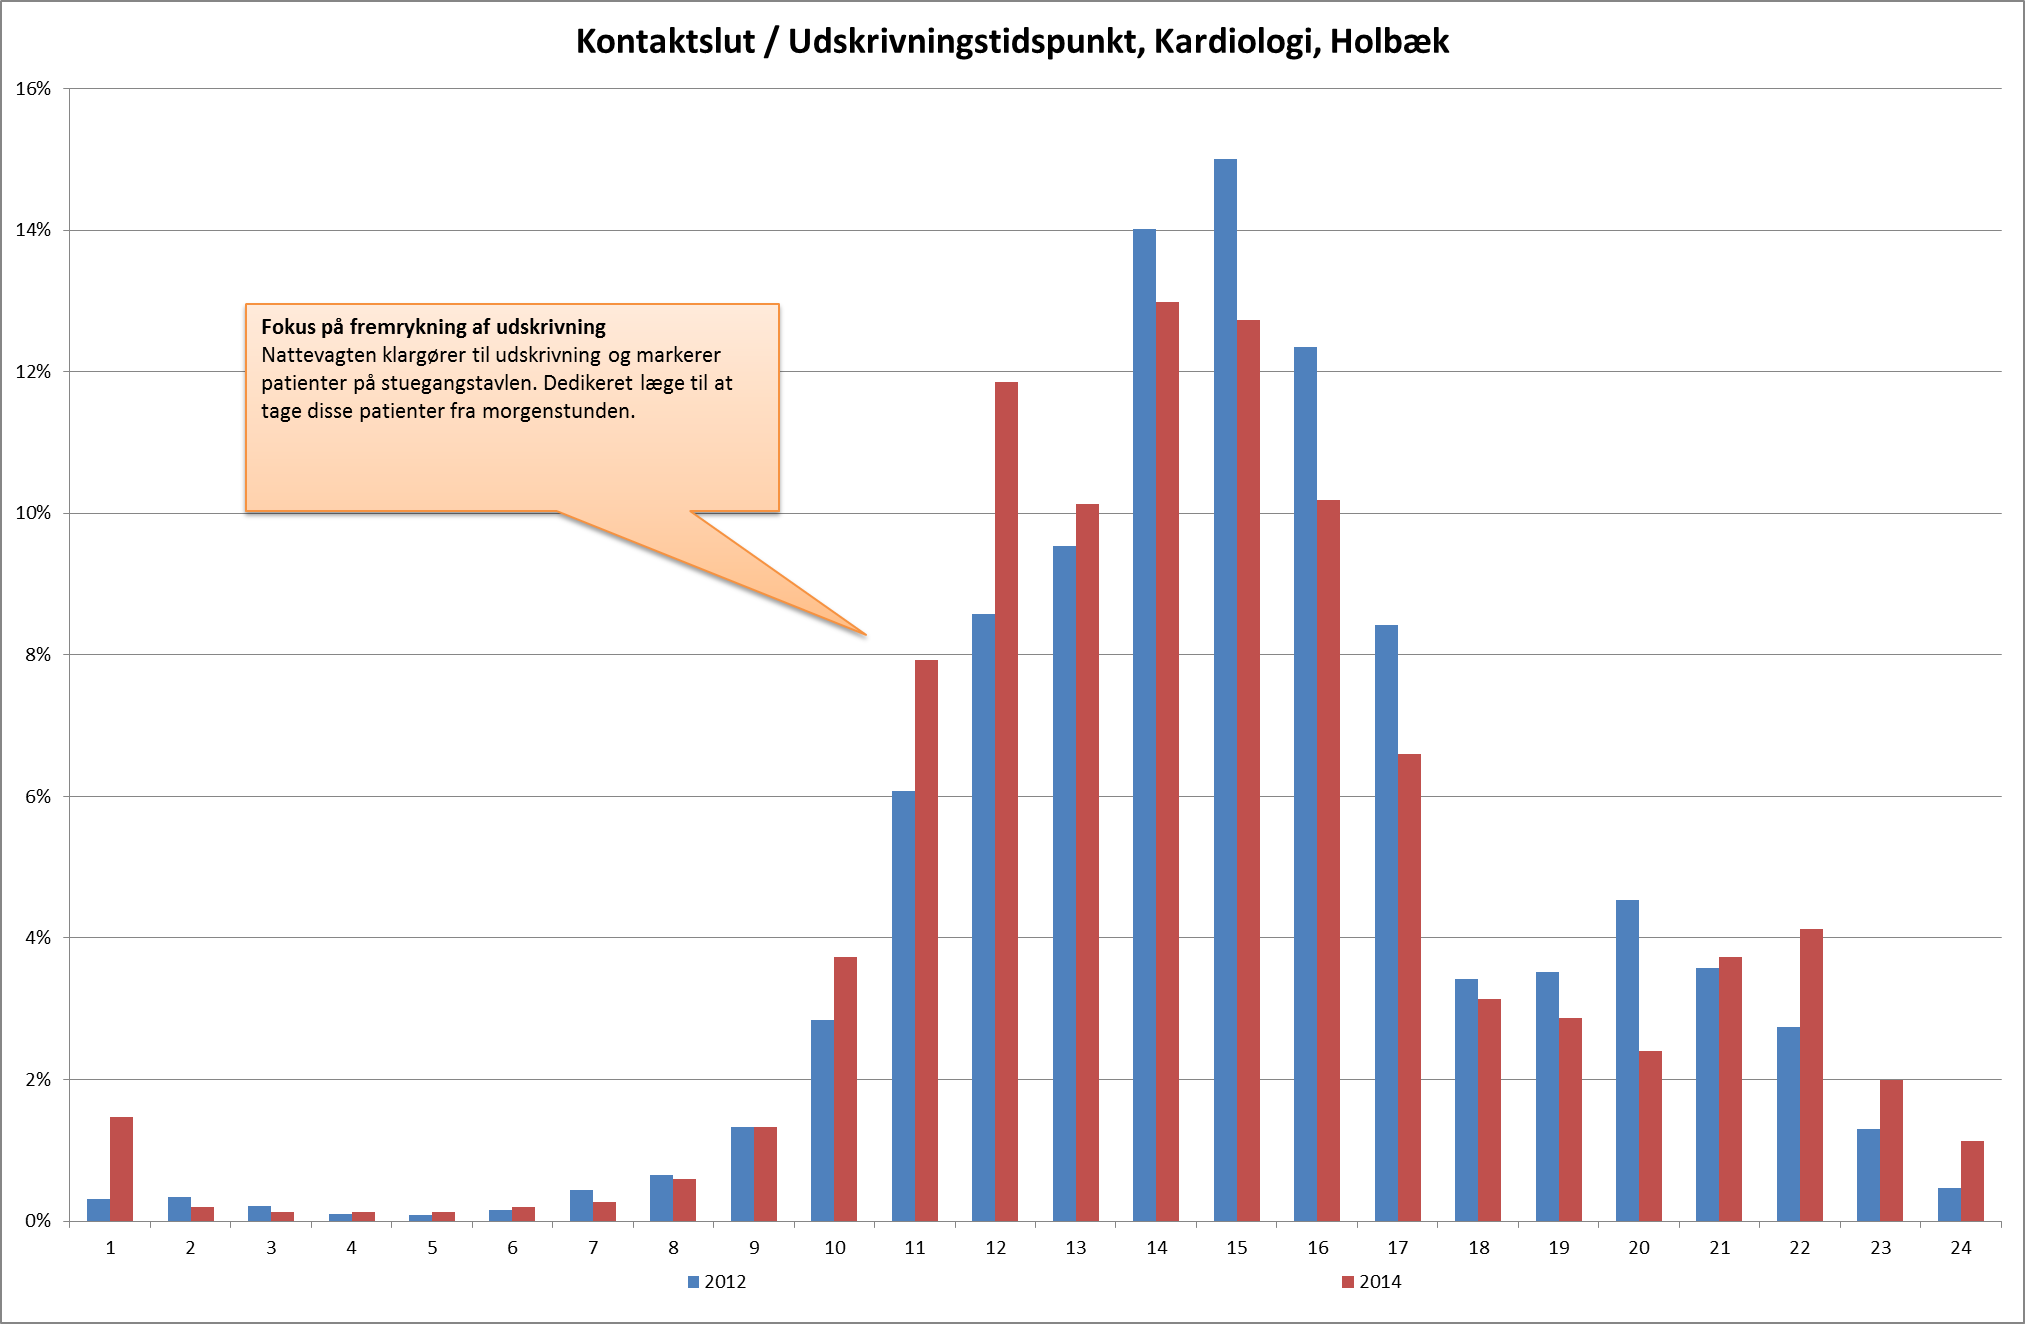 Kontaktslut / Udskrivningstidspunkt, Kardiologi, Holbæk
16%
14%
12%
10%
8%
6%
4%
2%
0%
Fokus på fremrykning af udskrivning
Nattevagten klargører til udskrivning og markerer
patienter på stuegangstavlen. Dedikeret læge til at
tage disse patienter fra morgenstunden.
1 2 3 4 5 6 7 8 9 10 11 12 13 14 15 16 17 18 19 20 21 22 23 24
2012 2014